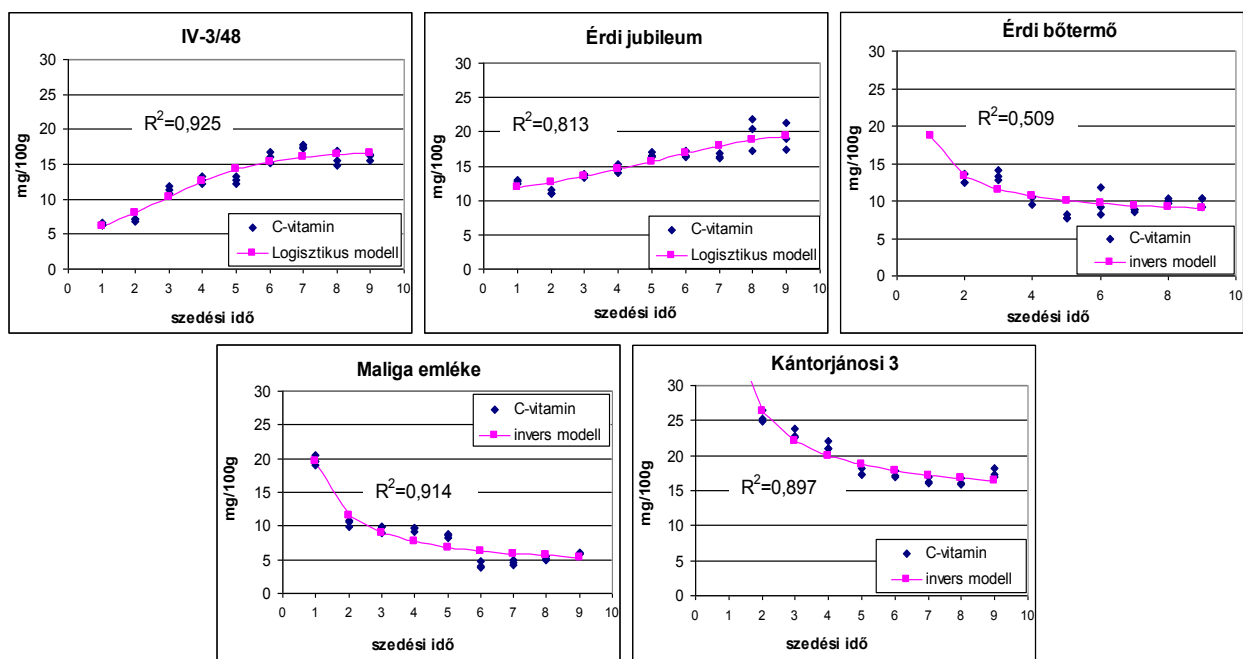 IV-3/48
30
25
20
15
10
5
0
mg/100g
R²=0,925
C-vitamin
Logisztikus modell
0 1 2 3 4 5 6 7 8 9 10
szedési idő
Érdi jubileum
30
25
20
15
10
5
0
mg/100g
R²=0,813
C-vitamin
Logisztikus modell
0 1 2 3 4 5 6 7 8 9 10
szedési idő
Érdi bőtermő
30
25
20
15
10
5
0
mg/100g
R²=0,509
C-vitamin
invers modell
0 2 4 6 8 10
szedési idő
Maliga emléke
30
25
20
15
10
5
0
mg/100g
C-vitamin
invers modell
R²=0,914
0 1 2 3 4 5 6 7 8 9 10
szedési idő
Kántorjánosi 3
30
25
20
15
10
5
0
mg/100g
R²=0,897
C-vitamin
invers modell
0 1 2 3 4 5 6 7 8 9 10
szedési idő